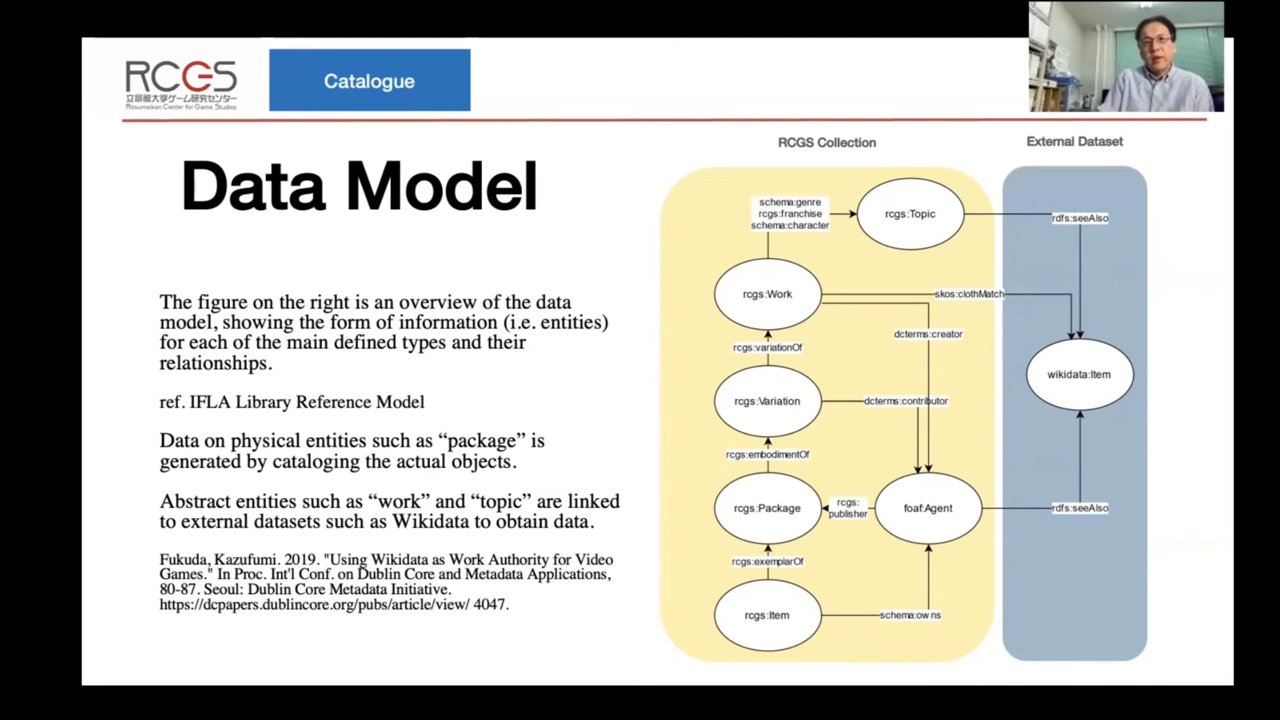 RCGS
立命館大学ゲーム研究センター
Ritsumeikan Center for Game Studies
Catalogue
Data Model
The figure on the right is an overview of the data
model, showing the form of information (i.e. entities)
for each of the main defined types and their
relationships.
ref. IFLA Library Reference Model
Data on physical entities such as “package” is
generated by cataloging the actual objects.
Abstract entities such as “work” and “topic” are linked
to external datasets such as Wikidata to obtain data.
Fukuda, Kazufumi. 2019. "Using Wikidata as Work Authority for Video
Games." In Proc. Int'l Conf. on Dublin Core and Metadata Applications,
80-87. Seoul: Dublin Core Metadata Initiative.
https://dcpapers.dublincore.org/pubs/article/view/ 4047.
RCGS Collection
External Dataset
schema:genre
rcgs:franchise
schema:character
rcgs:Topic
rdfs:seeAlso
rcgs:Work
skos:clothMatch
dcterms:creator
rcgs:variationOf
wikidata:Item
rcgs:Variation
dcterms:contributor
rcgs:embodimentOf
rcgs:Package
rcgs:
publisher
foaf:Agent
rdfs:seeAlso
rcgs:exemplarOf
rcgs:Item
schema:owns